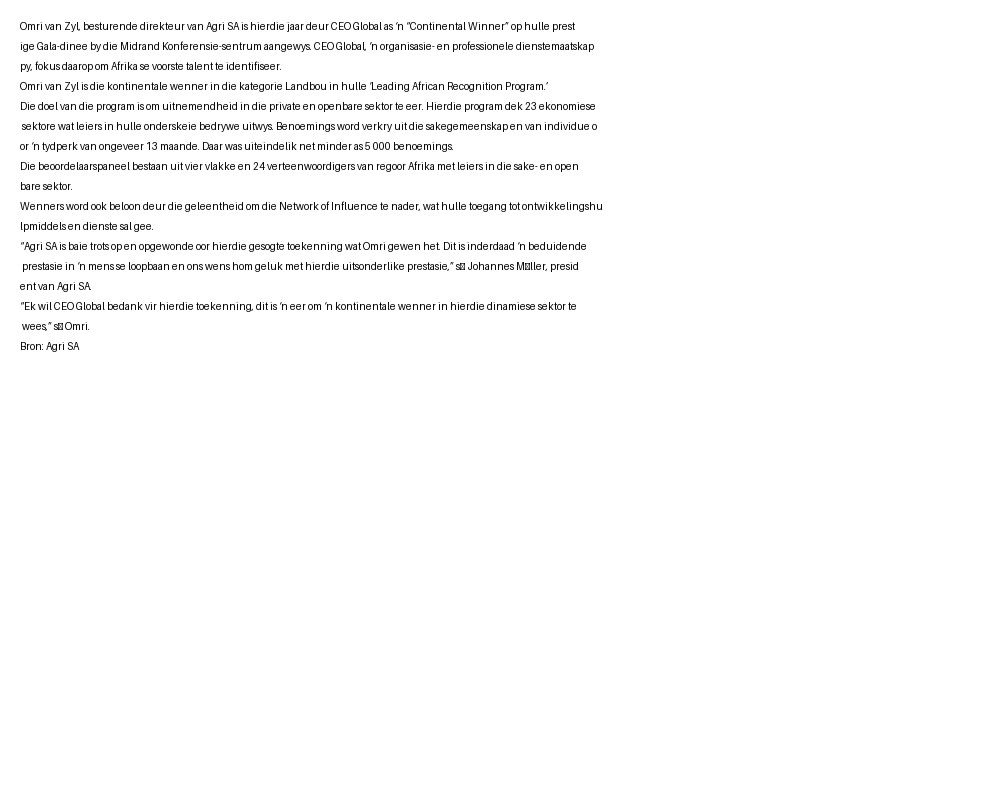 Omri van Zyl, besturende direkteur van Agri SA is hierdie jaar deur CEO Global as ’n “Continental Winner” op hulle prest
ige Gala-dinee by die Midrand Konferensie-sentrum aangewys. CEO Global, ’n organisasie- en professionele dienstemaatskap
py, fokus daarop om Afrika se voorste talent te identifiseer.
Omri van Zyl is die kontinentale wenner in die kategorie Landbou in hulle ‘Leading African Recognition Program.’
Die doel van die program is om uitnemendheid in die private en openbare sektor te eer. Hierdie program dek 23 ekonomiese
sektore wat leiers in hulle onderskeie bedrywe uitwys. Benoemings word verkry uit die sakegemeenskap en van individue o
or ’n tydperk van ongeveer 13 maande. Daar was uiteindelik net minder as 5 000 benoemings.
Die beoordelaarspaneel bestaan uit vier vlakke en 24 verteenwoordigers van regoor Afrika met leiers in die sake- en open
bare sektor.
Wenners word ook beloon deur die geleentheid om die Network of Influence te nader, wat hulle toegang tot ontwikkelingshu
lpmiddels en dienste sal gee.
“Agri SA is baie trots op en opgewonde oor hierdie gesogte toekenning wat Omri gewen het. Dit is inderdaad ’n beduidende
prestasie in ’n mens se loopbaan en ons wens hom geluk met hierdie uitsonderlike prestasie,” s� Johannes M�ller, presid
ent van Agri SA.
“Ek wil CEO Global bedank vir hierdie toekenning, dit is ’n eer om ’n kontinentale wenner in hierdie dinamiese sektor te
wees,” s� Omri.
Bron: Agri SA